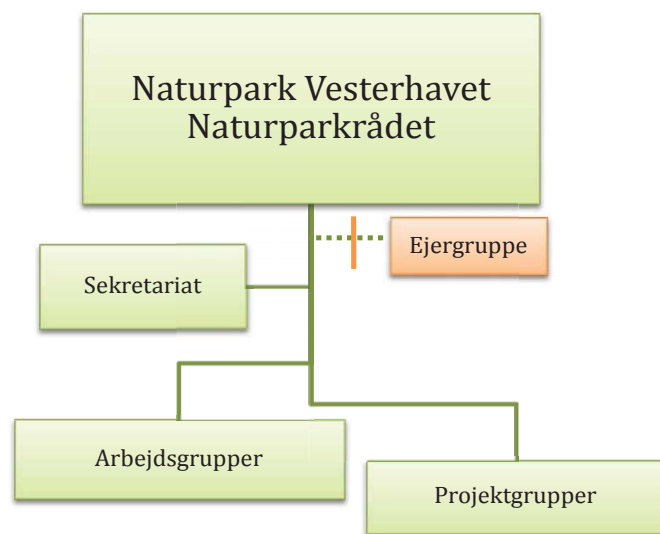 Naturpark Vesterhavet
Naturparkrådet
Ejergruppe
Sekretariat
Arbejdsgrupper
Projektgrupper